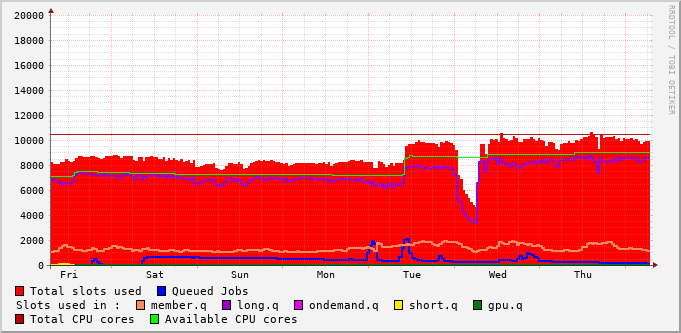 20000
18000
16000
14000
12000
10000
8000
6000
4000
2000
0
Fri Sat Sun Mon Tue Wed Thu
RRDTOOL / TOBI OETIKER
Total slots used Queued Jobs
Slots used in : member.q long.q ondemand.q short.q gpu.q
Total CPU cores Available CPU cores